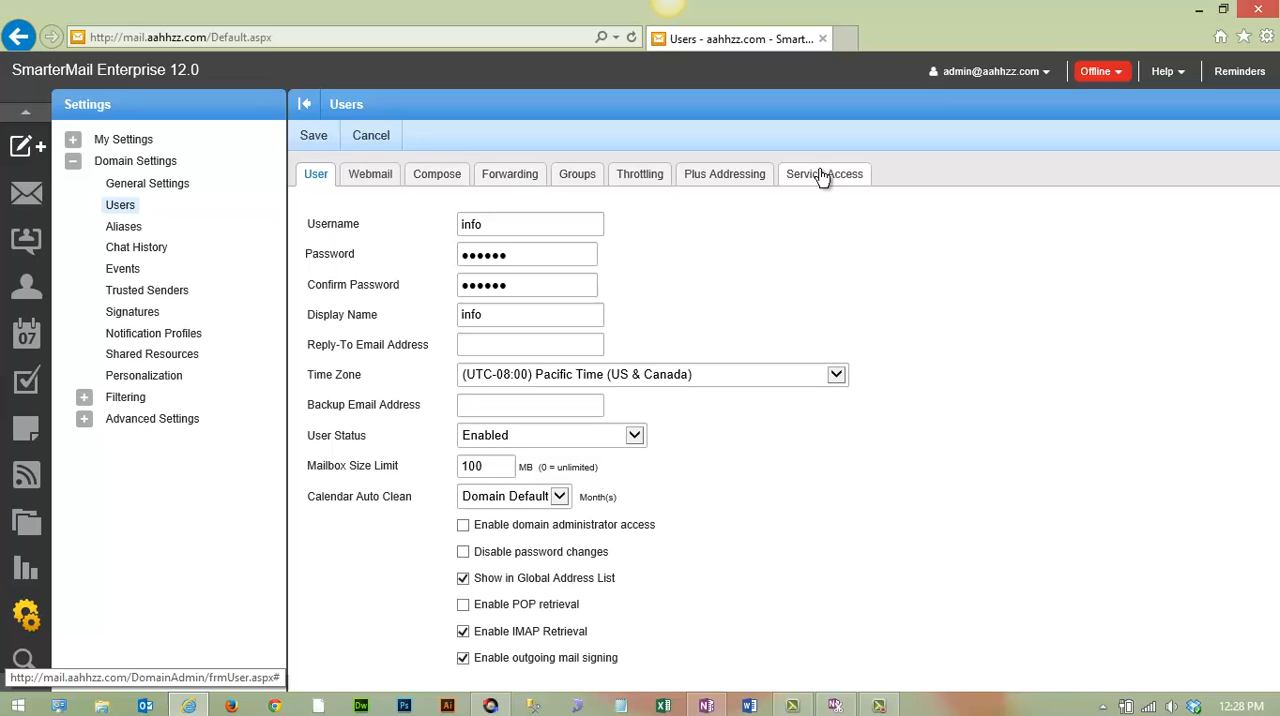 http://mail.aahhzz.com/Default.aspx
Users - aahhzz.com - Smart...
SmarterMail Enterprise 12.0
admin@aahhzz.com
Offline
Help
Reminders
Settings
Users
Save
Cancel
My Settings
Domain Settings
General Settings
Users
Aliases
Chat History
Events
Trusted Senders
Signatures
Notification Profiles
Shared Resources
Personalization
Filtering
Advanced Settings
07
User
Webmail
Compose
Forwarding
Groups
Throttling
Plus Addressing
Service Access
Username
info
Password
••••••
Confirm Password
••••••
Display Name
info
Reply-To Email Address
Time Zone
(UTC-08:00) Pacific Time (US & Canada)
Backup Email Address
User Status
Enabled
Mailbox Size Limit
100
MB (0 = unlimited)
Calendar Auto Clean
Domain Default
Month(s)
Enable domain administrator access
Disable password changes
Show in Global Address List
Enable POP retrieval
Enable IMAP Retrieval
Enable outgoing mail signing
http://mail.aahhzz.com/DomainAdmin/frmUser.aspx#
12:28 PM